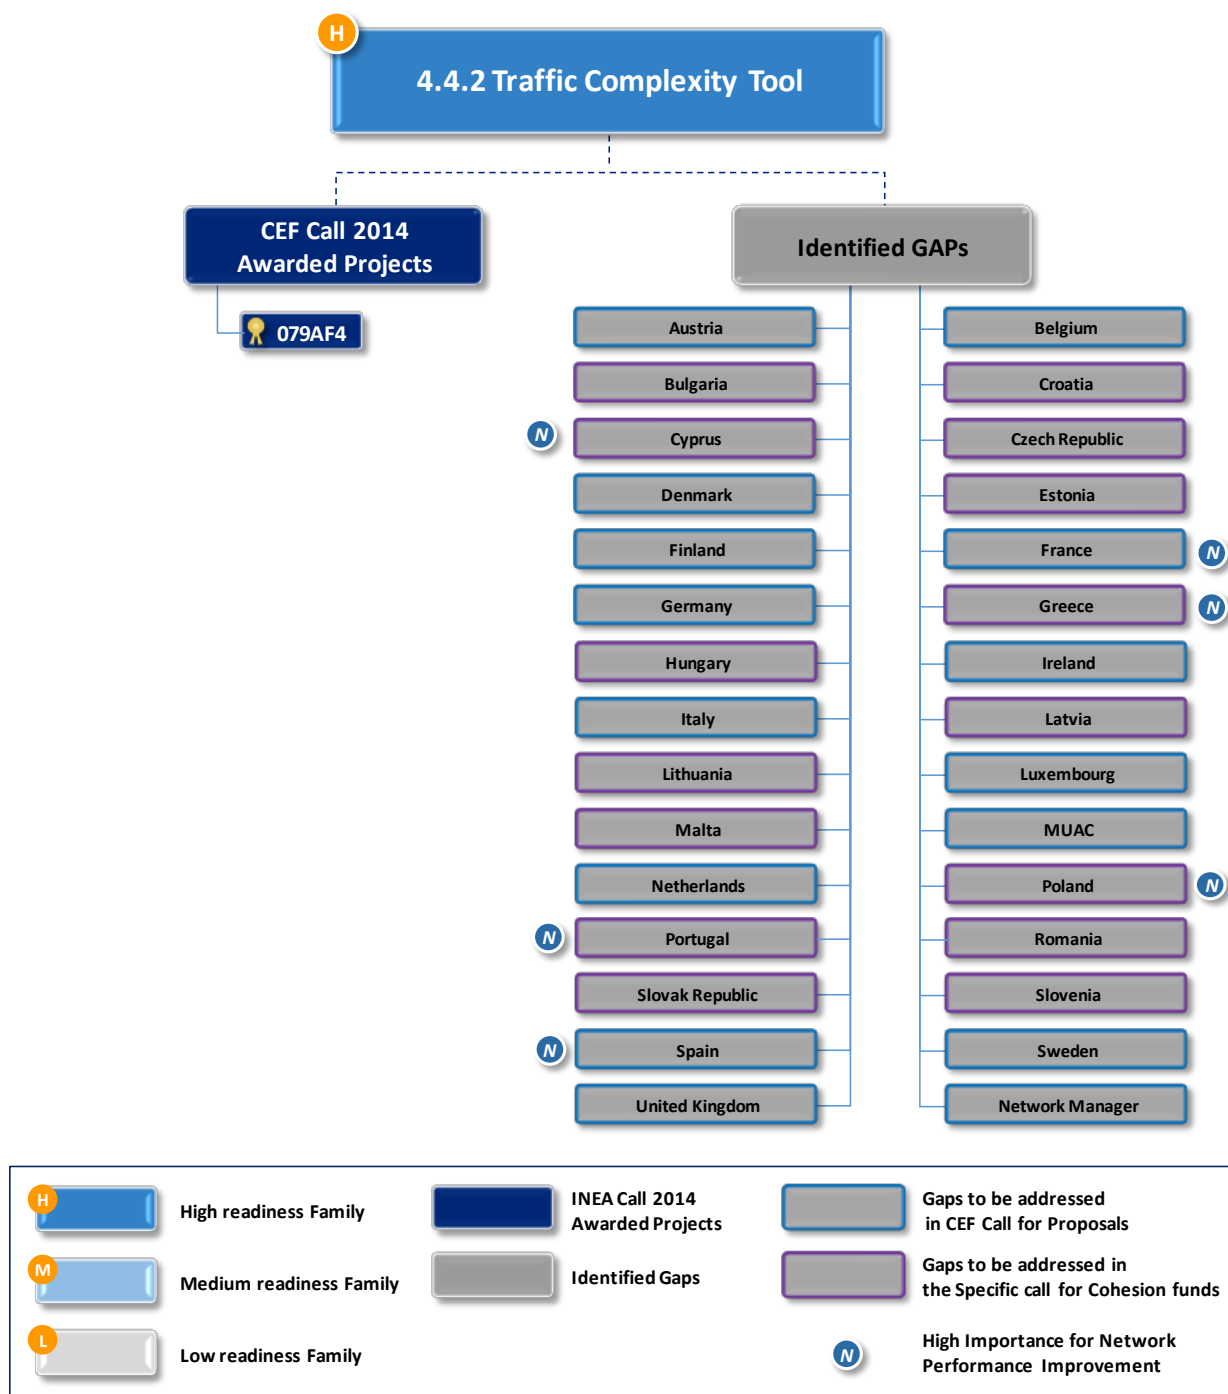 H
4.4.2 Traffic Complexity Tool
CEF Call 2014
Awarded Projects
079AF4
Identified GAPs
Austria
Belgium
Bulgaria
Croatia
N
Cyprus
Czech Republic
Denmark
Estonia
Finland
France
N
Germany
Greece
N
Hungary
Ireland
Italy
Latvia
Lithuania
Luxembourg
Malta
MUAC
Netherlands
Poland
N
N
Portugal
Romania
Slovak Republic
Slovenia
N
Spain
Sweden
United Kingdom
Network Manager
H
High readiness Family
M
Medium readiness Family
L
Low readiness Family
INEA Call 2014
Awarded Projects
Identified Gaps
Gaps to be addressed
in CEF Call for Proposals
Gaps to be addressed in
the Specific call for Cohesion funds
N
High Importance for Network
Performance Improvement